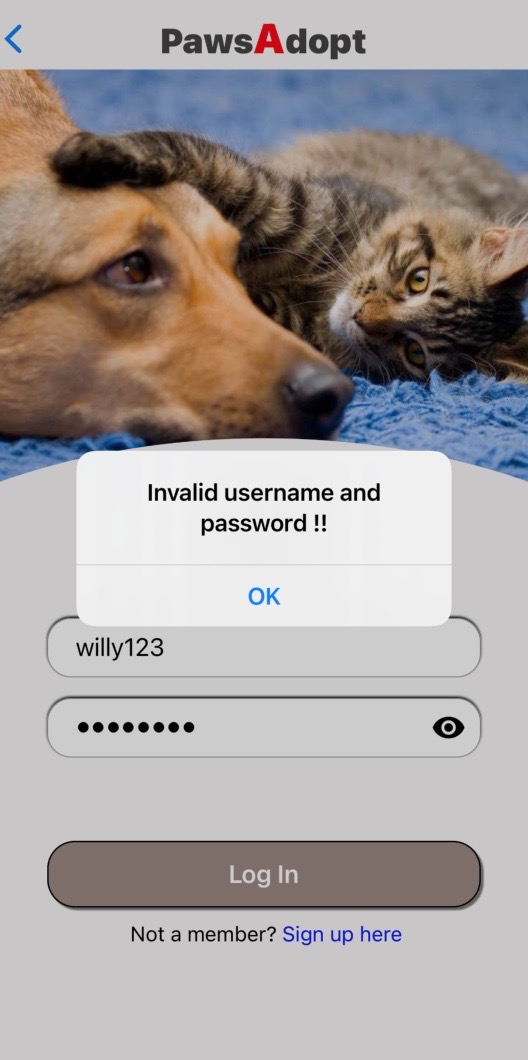 PawsAdopt
Invalid username and
password !!
OK
willy123
••••••••
Log In
Not a member? Sign up here